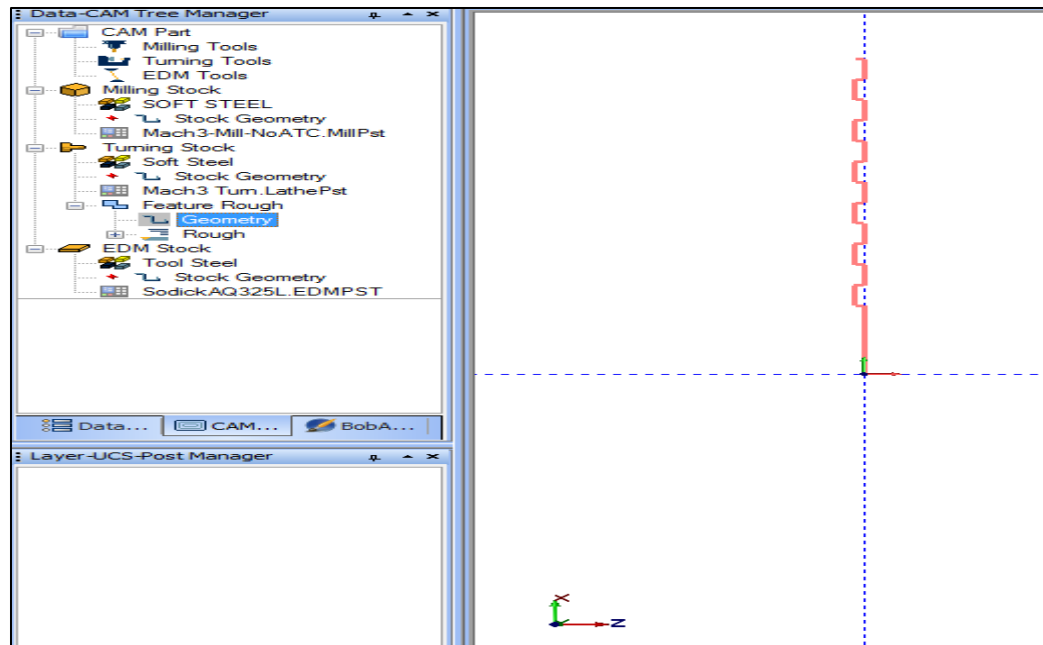 Data-CAM Tree Manager
CAM Part
Milling Tools
Turning Tools
EDM Tools
Milling Stock
SOFT STEEL
Stock Geometry
Mach3-Mill-NoATC.MillPst
Turning Stock
Soft Steel
Stock Geometry
Mach3 Turn.LathePst
Feature Rough
Geometry
Rough
EDM Stock
Tool Steel
Stock Geometry
SodickAQ325L.EDMPST
Data... CAM... BobA...
Layer-UCS-Post Manager
X
Z